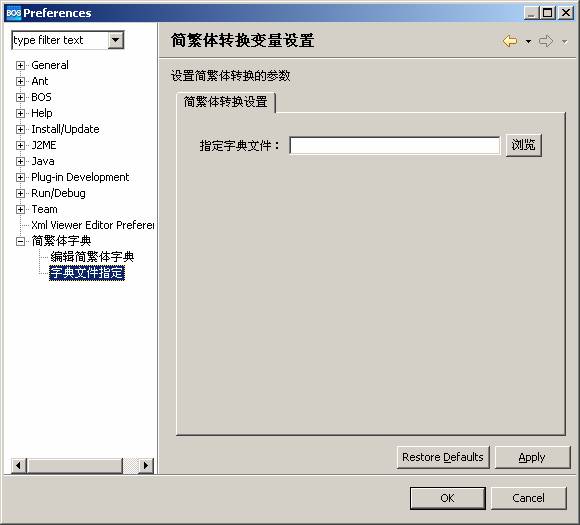 BOS Preferences
type filter text
General
Ant
BOS
Help
Install/Update
J2ME
Java
Plug-in Development
Run/Debug
Team
Xml Viewer Editor Preferen
简繁体字典
编辑简繁体字典
字典文件指定
简繁体转换变量设置
设置简繁体转换的参数
简繁体转换设置
指定字典文件： 浏览
Restore Defaults Apply
OK Cancel